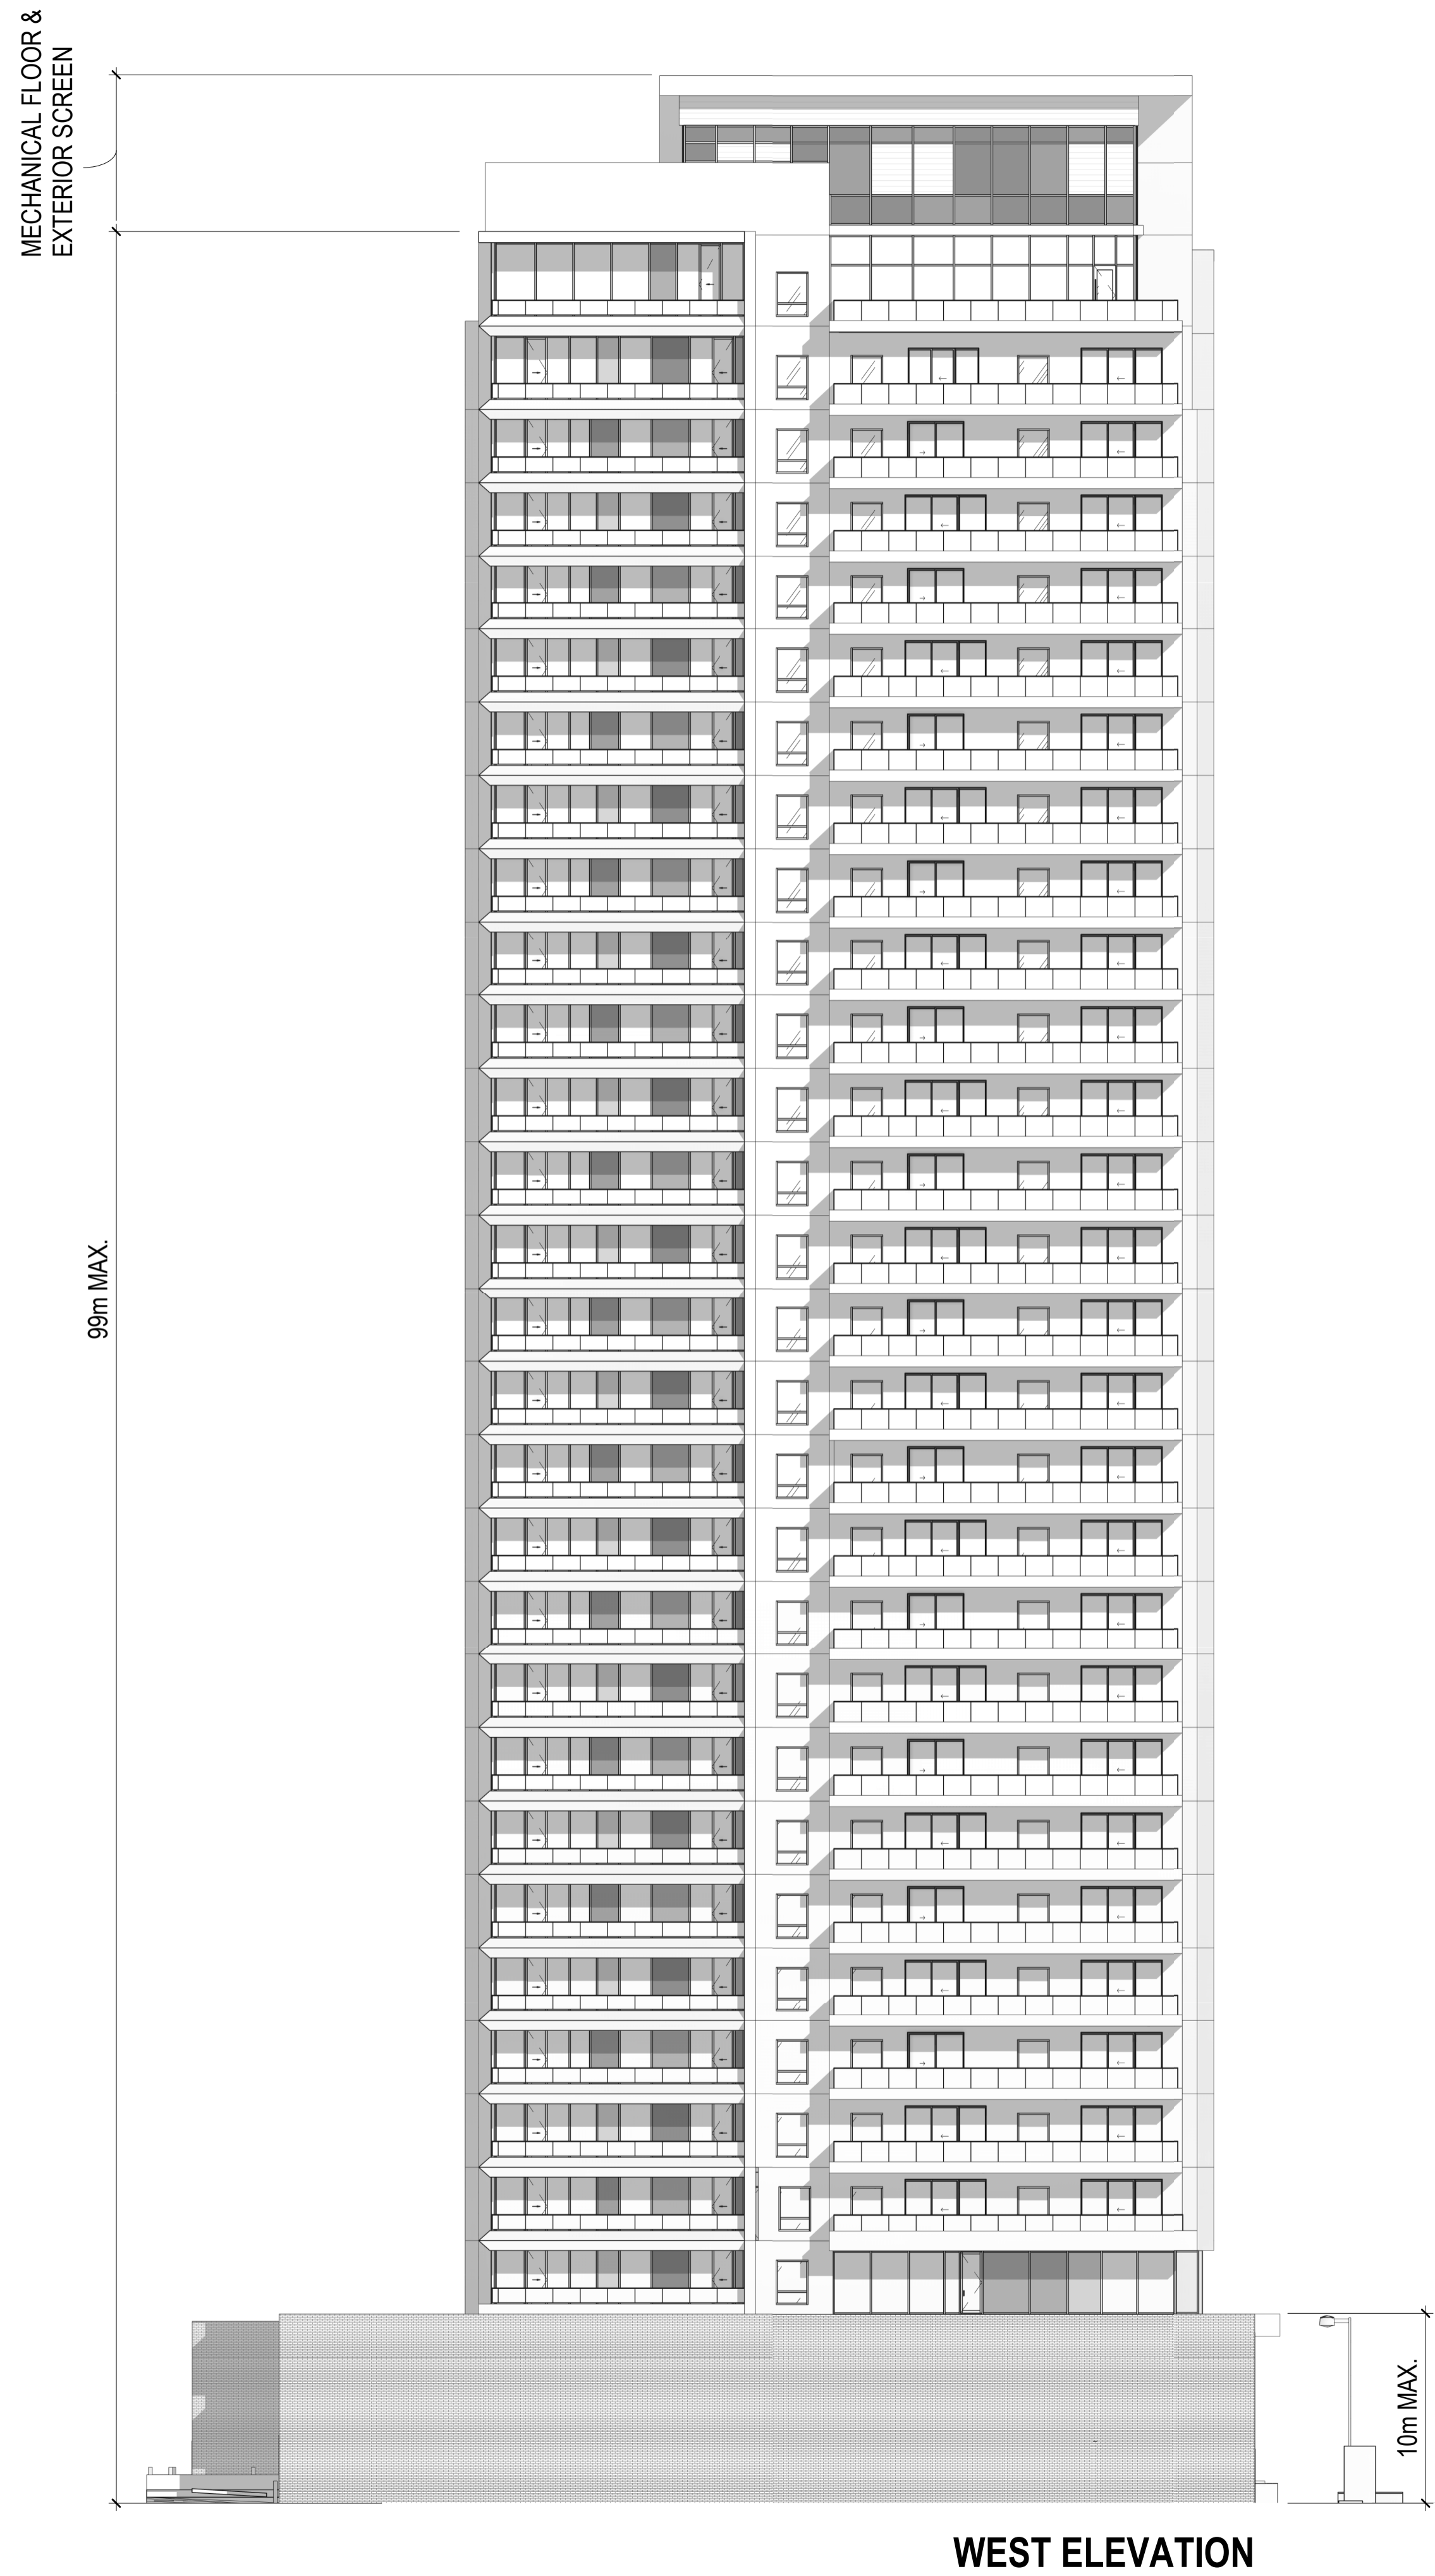 MECHANICAL FLOOR &
EXTERIOR SCREEN
99m MAX.
10m MAX.
WEST ELEVATION